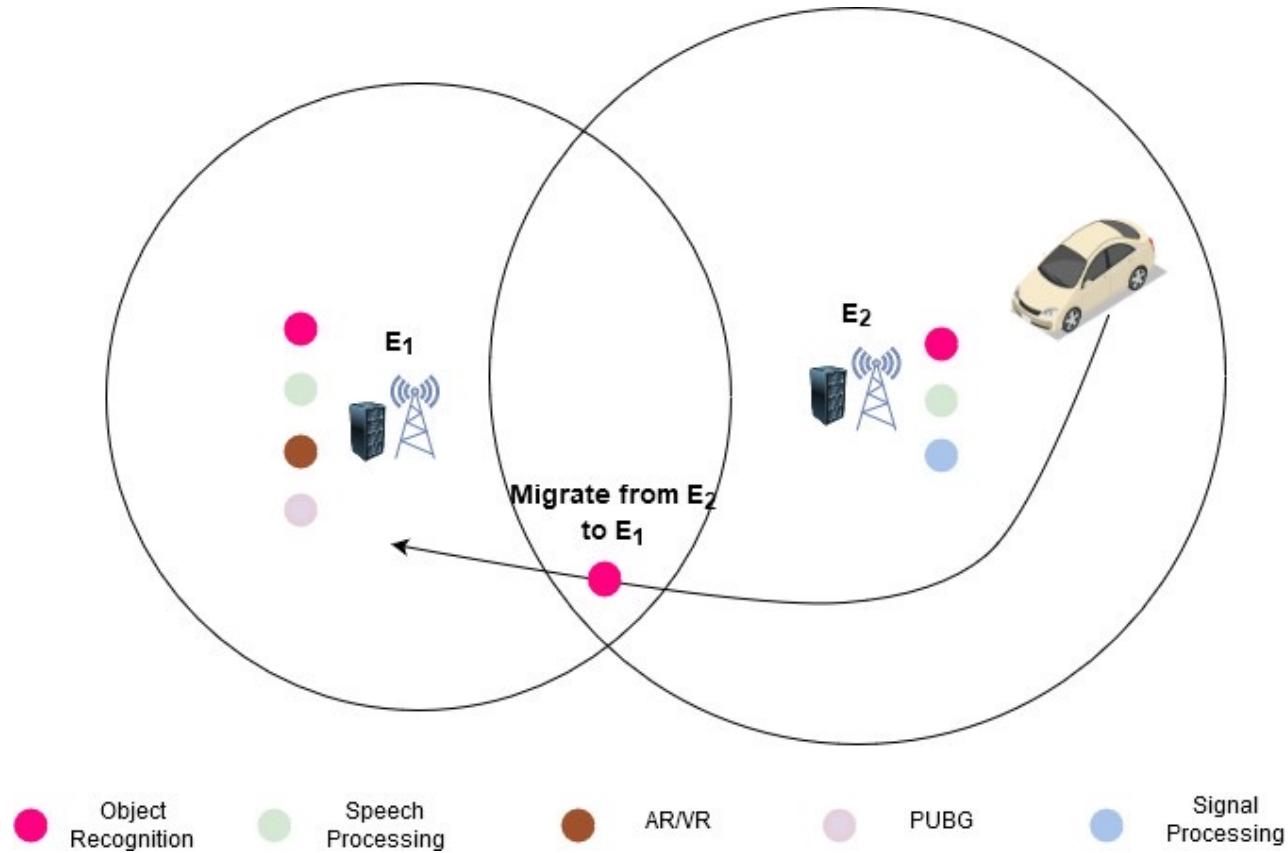 E₁
E₂
Migrate from E₂
to E₁
Object
Recognition
Speech
Processing
AR/VR
PUBG
Signal
Processing